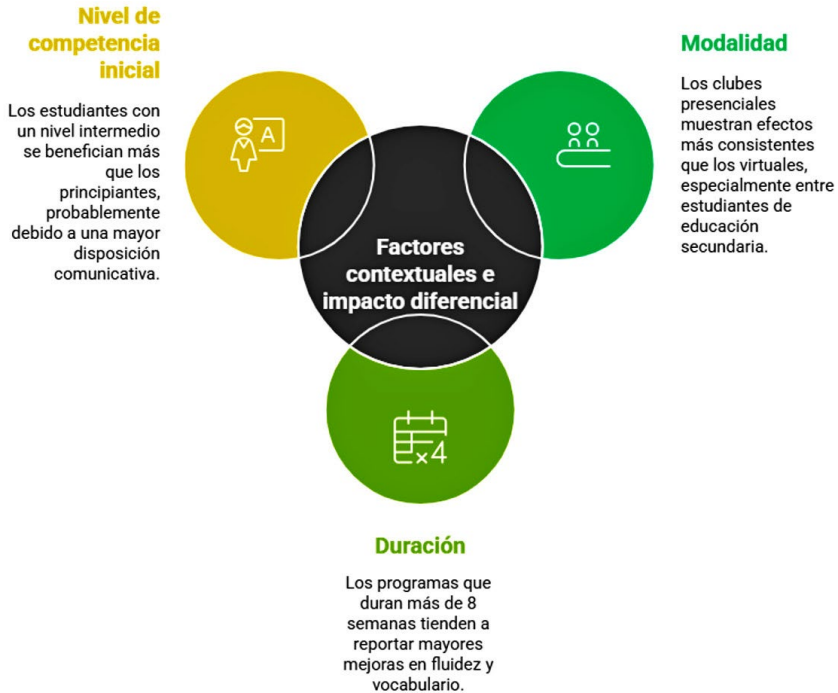 Nivel de
competencia
inicial
Los estudiantes con
un nivel intermedio
se benefician más
que los
principiantes,
probablemente
debido a una mayor
disposición
comunicativa.
A
Modalidad
Los clubes
presenciales
muestran efectos
más consistentes
que los virtuales,
especialmente entre
estudiantes de
educación
secundaria.
Factores
contextuales e
impacto diferencial
×4
Duración
Los programas que
duran más de 8
semanas tienden a
reportar mayores
mejoras en fluidez y
vocabulario.